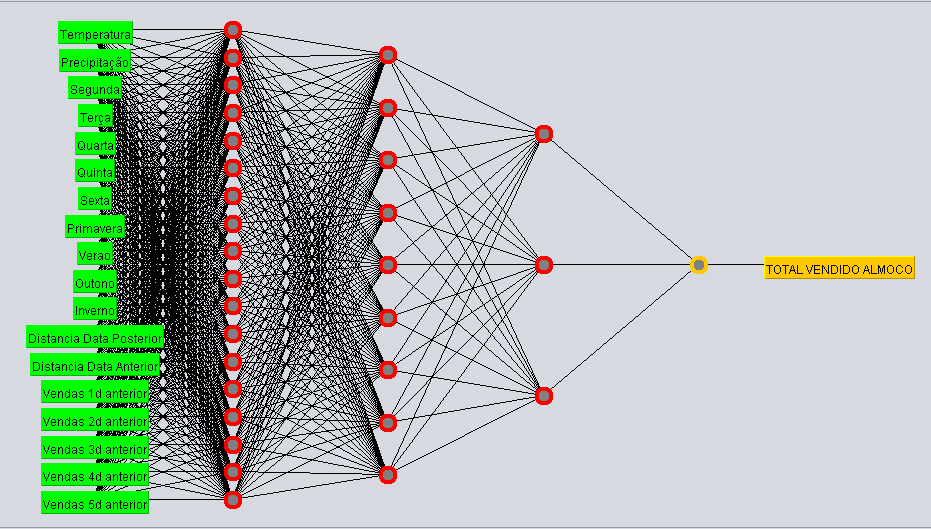 Temperatura
Precipitação
Segunda
Terça
Quarta
Quinta
Sexta
Primavera
Verao
Outono
Inverno
Distancia Data Posterior
Distancia Data Anterior
Vendas 1d anterior
Vendas 2d anterior
Vendas 3d anterior
Vendas 4d anterior
Vendas 5d anterior
TOTAL VENDIDO ALMOCO